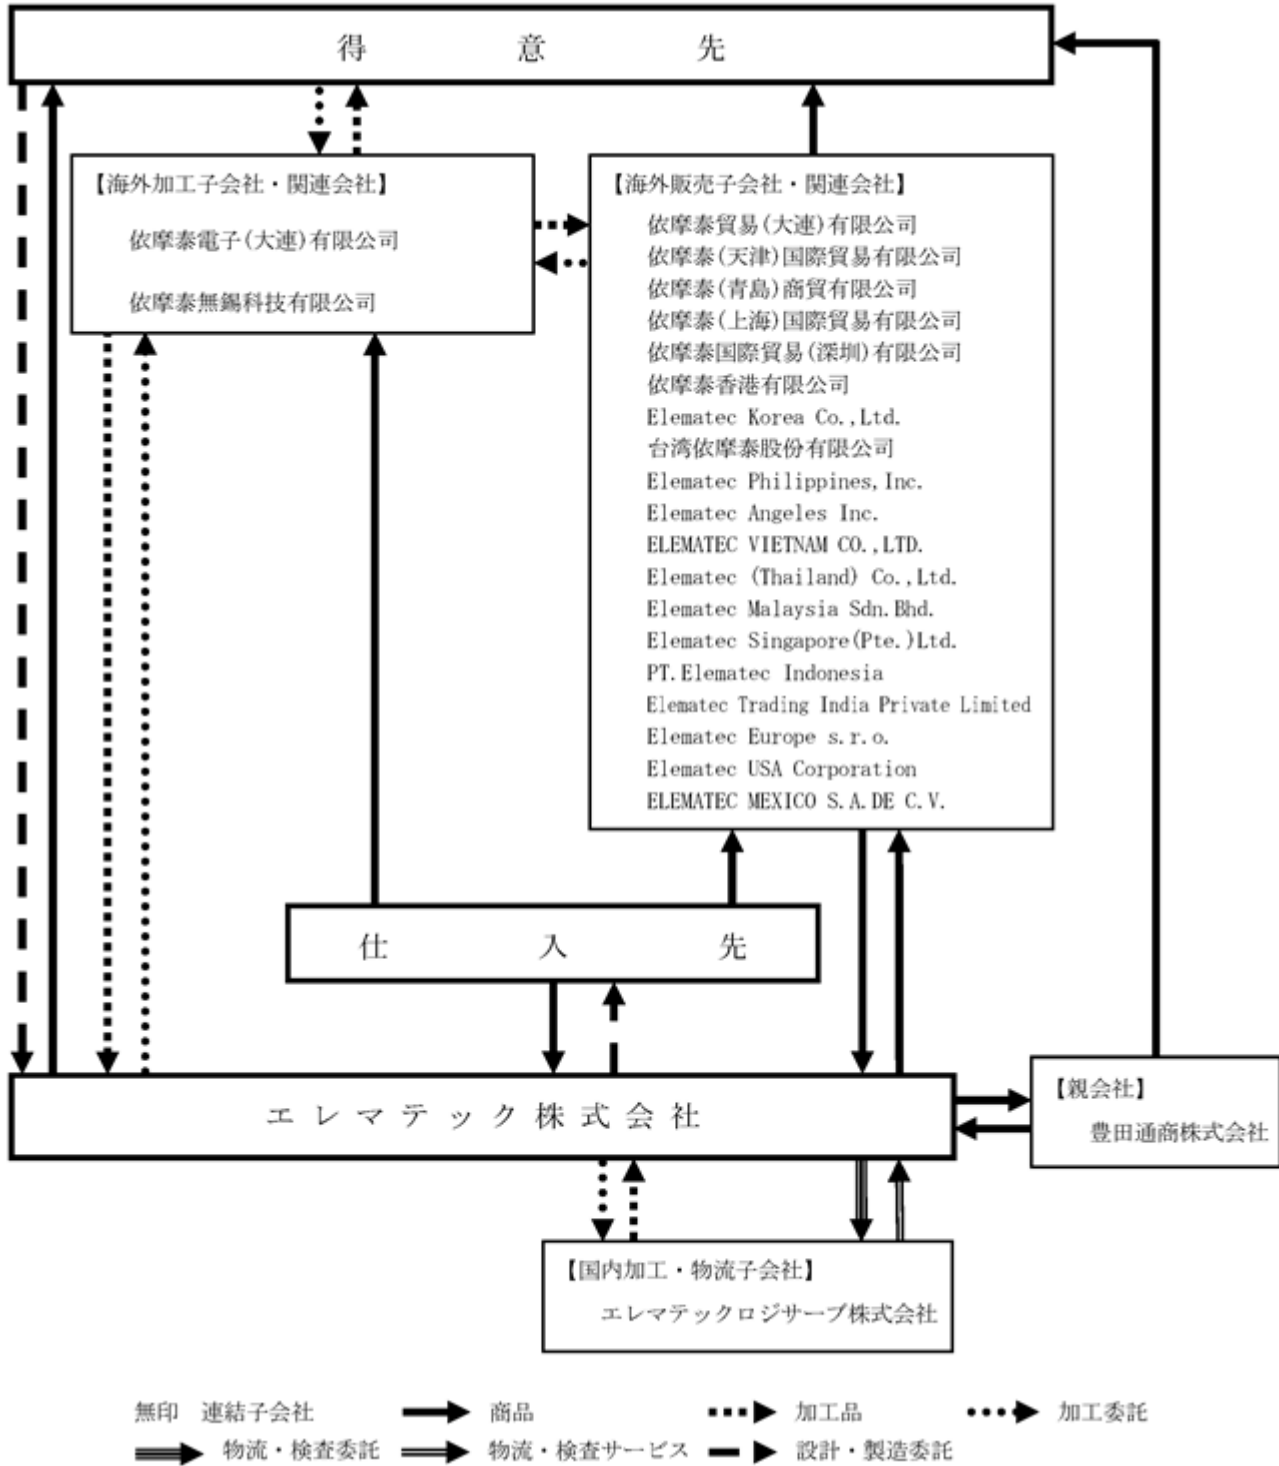 得意先
【海外加工子会社・関連会社】
依摩泰電子(大連)有限公司
依摩泰無錫科技有限公司
【海外販売子会社・関連会社】
依摩泰貿易(大連)有限公司
依摩泰(天津)国際貿易有限公司
依摩泰(青島)商貿有限公司
依摩泰(上海)国際貿易有限公司
依摩泰国際貿易(深圳)有限公司
依摩泰香港有限公司
Elematec Korea Co.,Ltd.
台湾依摩泰股份有限公司
Elematec Philippines,Inc.
Elematec Angeles Inc.
ELEMATEC VIETNAM CO.,LTD.
Elematec (Thailand) Co.,Ltd.
Elematec Malaysia Sdn.Bhd.
Elematec Singapore(Pte.)Ltd.
PT.Elematec Indonesia
Elematec Trading India Private Limited
Elematec Europe s.r.o.
Elematec USA Corporation
ELEMATEC MEXICO S.A.DE C.V.
仕入先
エレマテック株式会社
【親会社】
豊田通商株式会社
【国内加工・物流子会社】
エレマテックロジサーブ株式会社
無印 連結子会社 商品 加工品 加工委託
物流・検査委託 物流・検査サービス 設計・製造委託